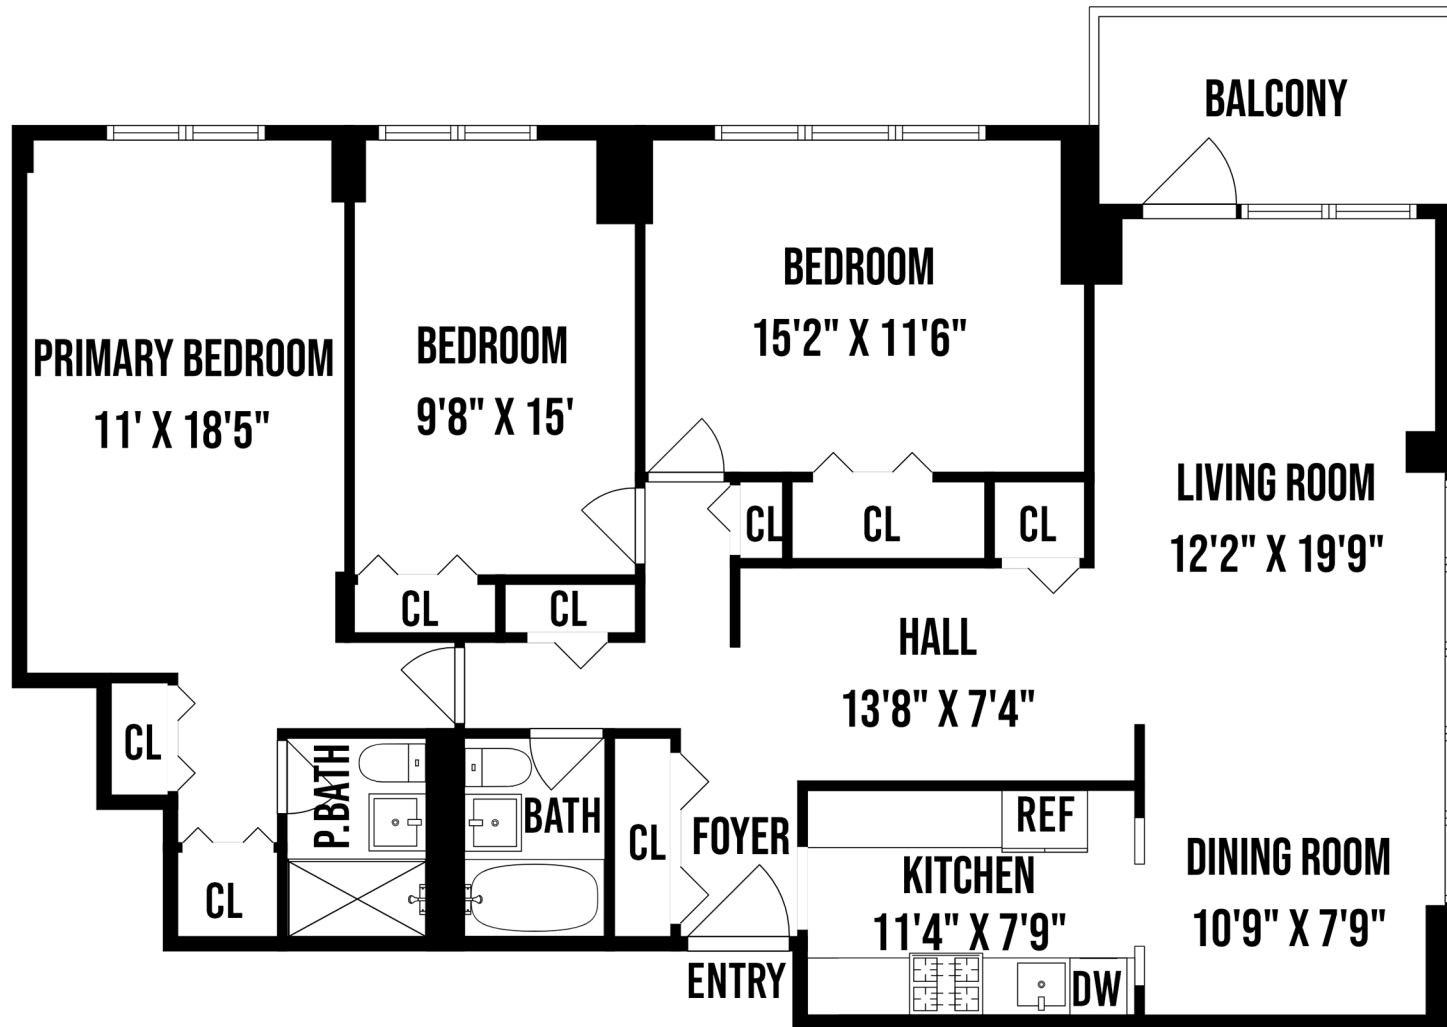 BALCONY
BEDROOM
15'2" X 11'6"
PRIMARY BEDROOM
11' X 18'5"
BEDROOM
9'8" X 15'
LIVING ROOM
12'2" X 19'9"
CL
CL
CL
CL
CL
HALL
13'8" X 7'4"
CL
P.BATH
BATH
CL
FOYER
REF
KITCHEN
11'4" X 7'9"
DINING ROOM
10'9" X 7'9"
CL
ENTRY
DW